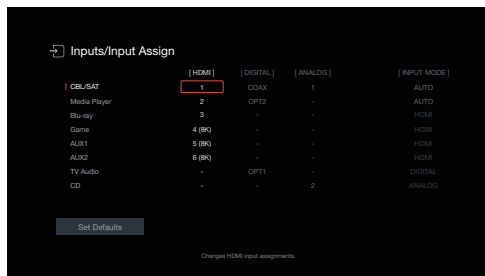 Inputs/Input Assign
[HDMI] [DIGITAL] [ANALOG] [INPUT MODE]
CBL/SAT 1 COAX 1 AUTO
Media Player 2 OPT2 - AUTO
Blu-ray 3 - - HDMI
Game 4 (8K) - - HDMI
AUX1 5 (8K) - - HDMI
AUX2 6 (8K) - - HDMI
TV Audio - OPT1 - DIGITAL
CD - - 2 ANALOG
Set Defaults
Changes HDMI input assignments.